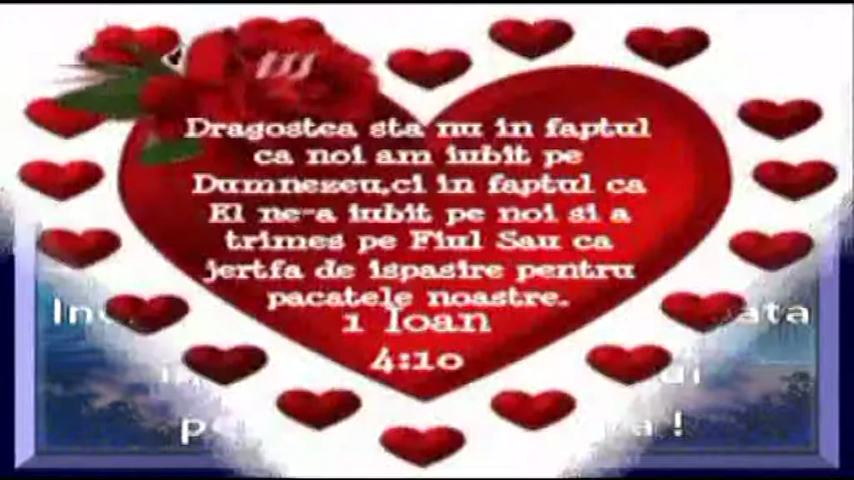 Dragostea sta nu in faptul
ca noi am iubit pe
Dumnezeu,ci in faptul ca
El ne-a iubit pe noi si a
trimes pe Fiul Sau ca
jertfa de ispasire pentru
pacatele noastre.
1 Ioan
4:10